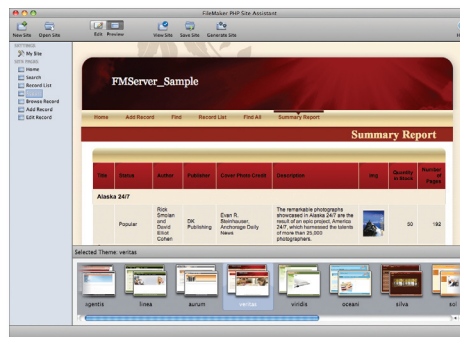 FileMaker PHP Site Assistant
New Site Open Site Edit Preview View Site Save Site Generate Site
SETTINGS
My Site
SITE PAGES
Home
Search
Record List
Browse Record
Add Record
Edit Record
FMServer_Sample
Home Add Record Find Record List Find All Summary Report
Summary Report
Title Status Author Publisher Cover Photo Credit Description Img Quantity in Stock Number of Pages
Alaska 24/7
Popular
Rick Smolan and David Elliot Cohen
DK Publishing
Evan R. Steinhauser, Anchorage Daily News
The remarkable photographs showcased in Alaska 24/7 are the result of an epic project, America 24/7, which harnessed the talents of more than 25,000 photographers.
50
192
Selected Theme: veritas
agentis linea aurum veritas viridis oceani silva sol